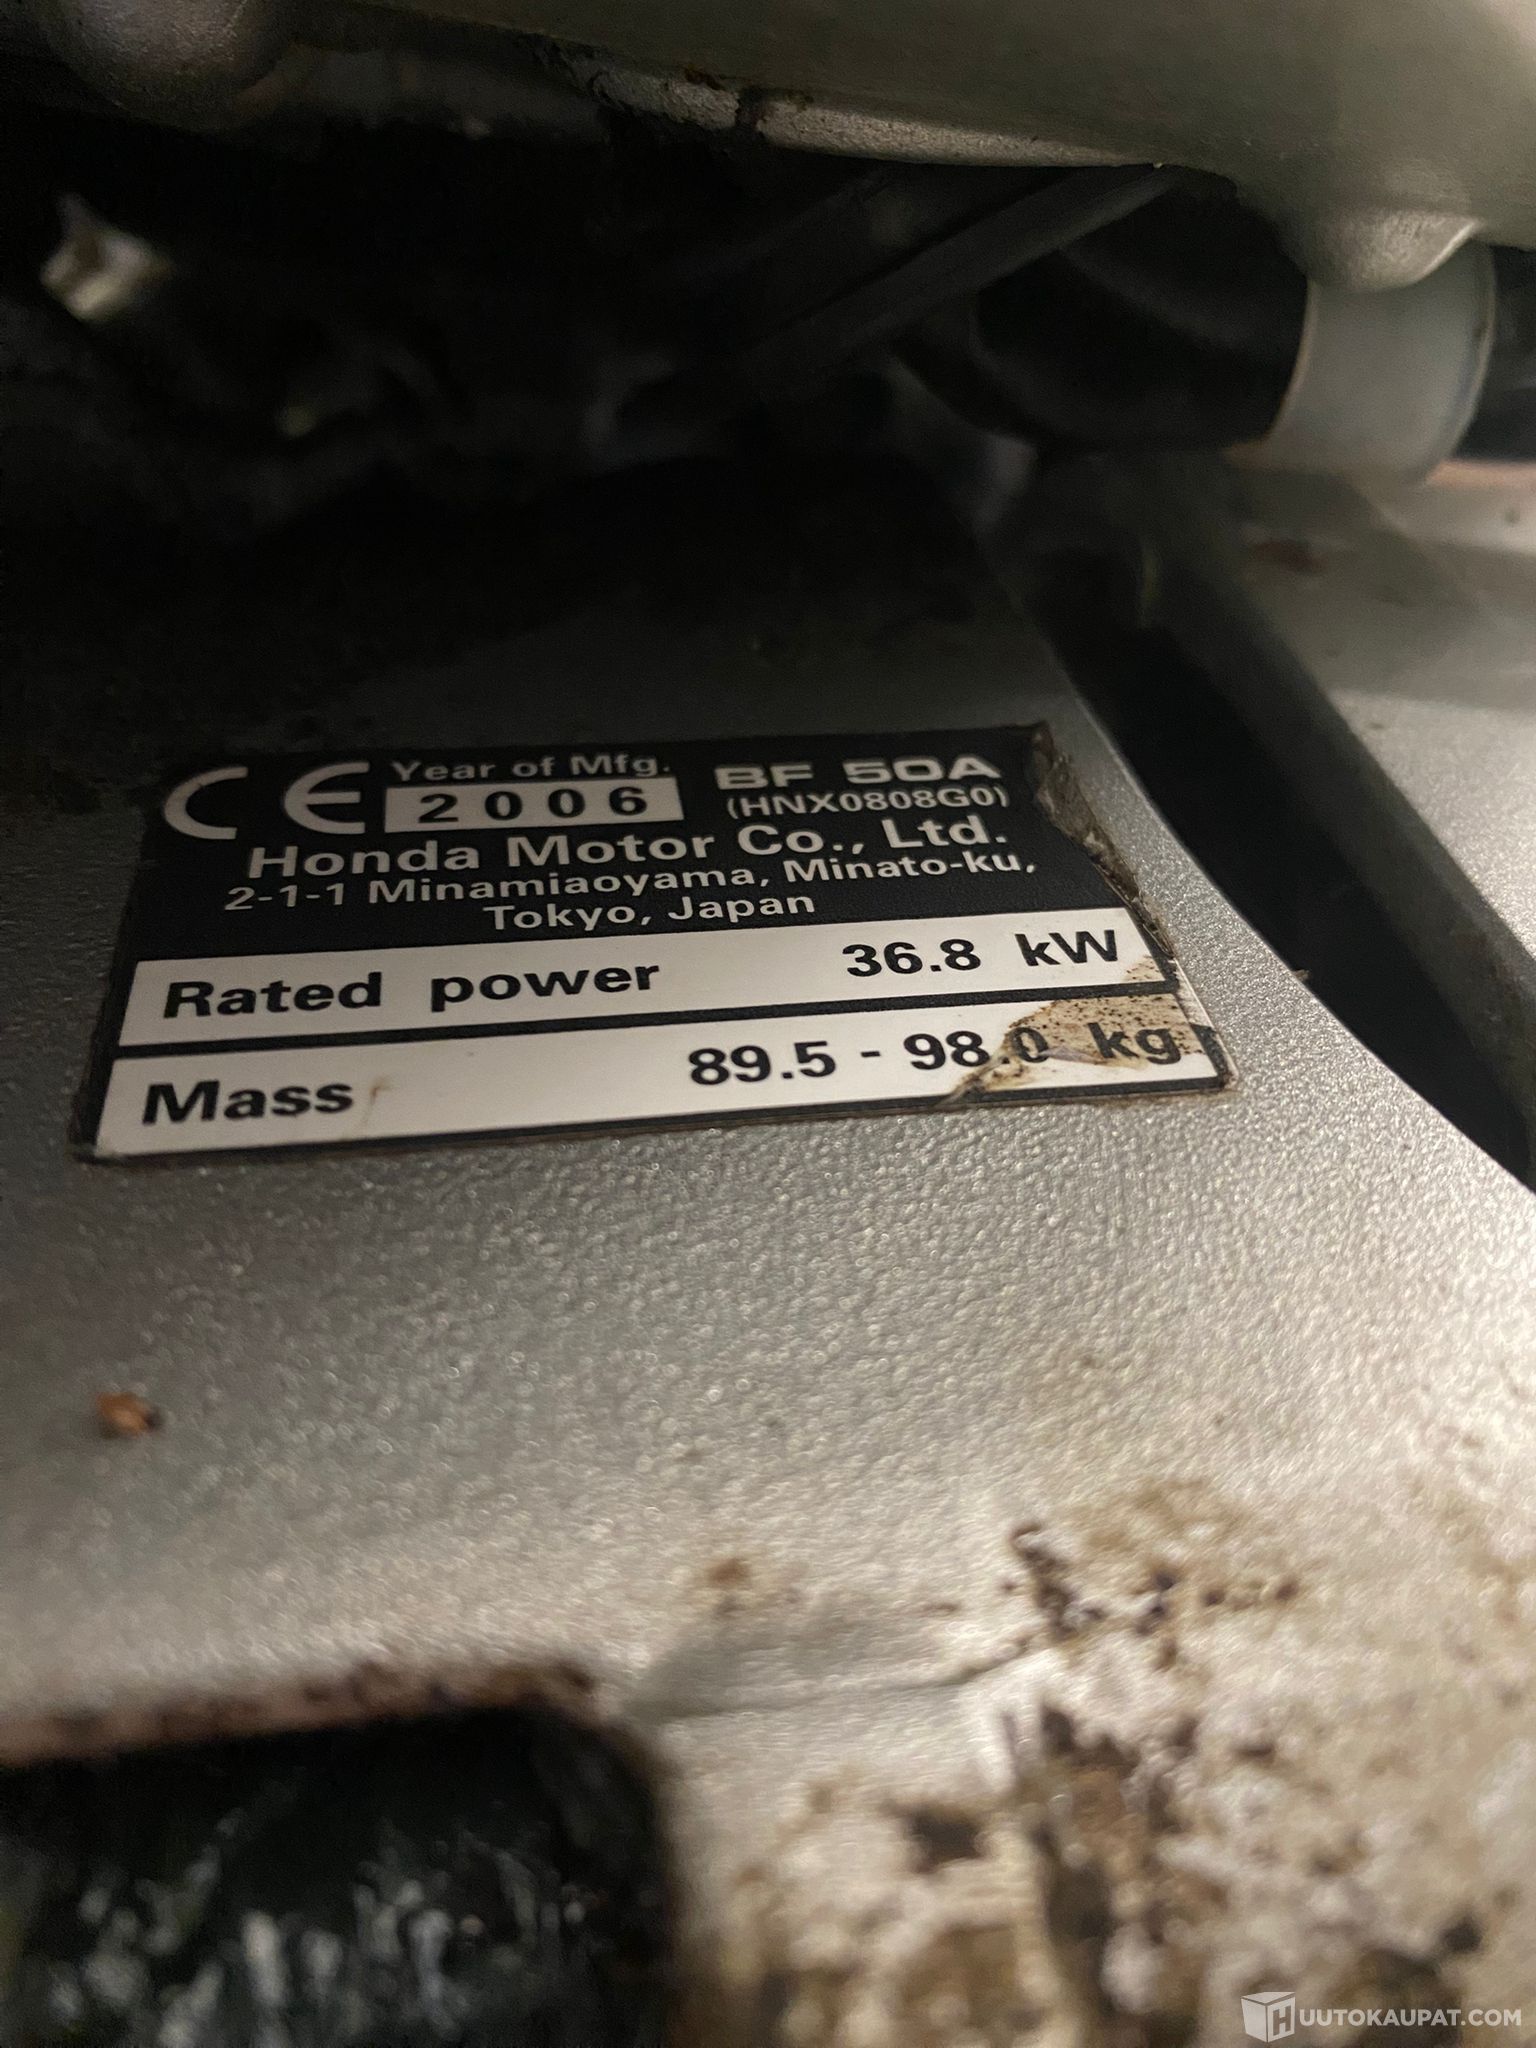 CE Year of Mfg. BF 50A
2006 (HNX0808G0)
Honda Motor Co., Ltd.
2-1-1 Minamiaoyama, Minato-ku,
Tokyo, Japan
Rated power 36.8 kW
Mass 89.5 - 98.0 kg
HUUTOKAUPAT.COM